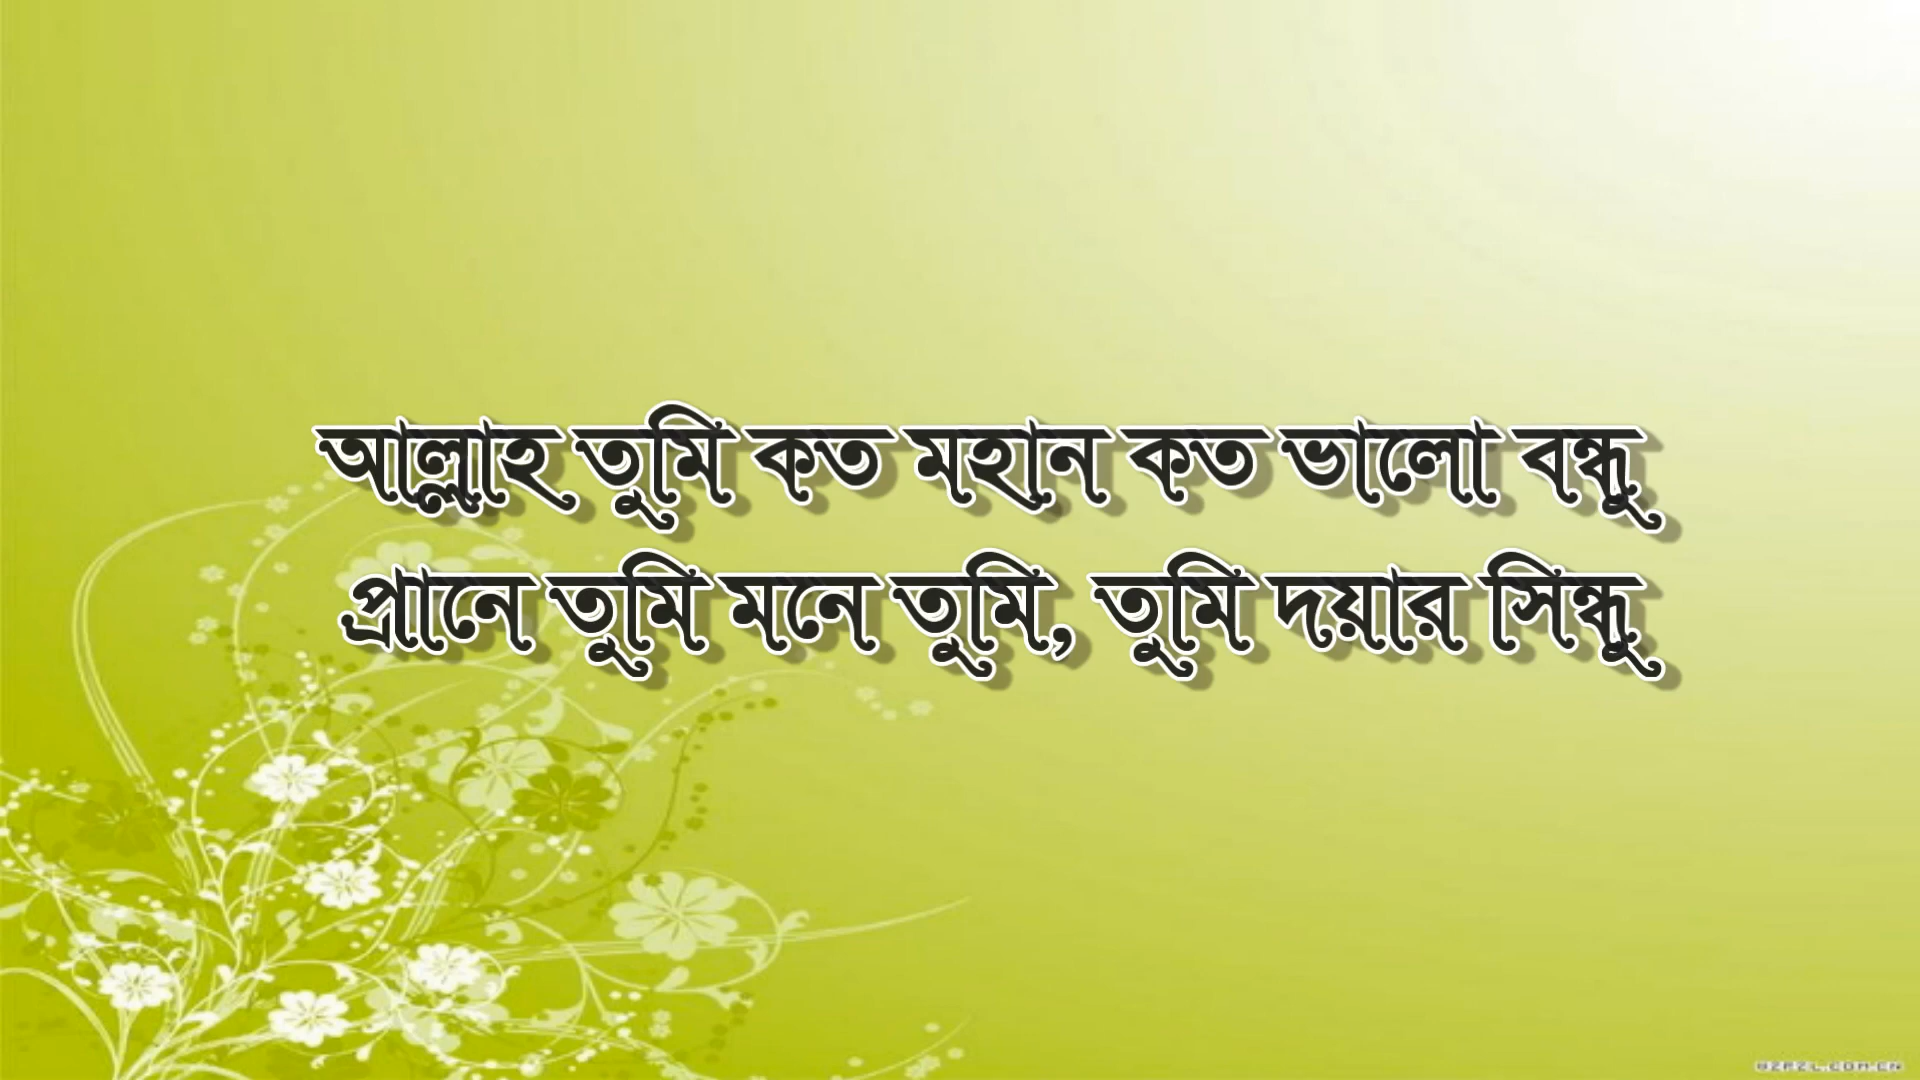 আল্লাহ তুমি কত মহান কত ভালো বন্ধু
প্রানে তুমি মনে তুমি, তুমি দয়ার সিন্ধু